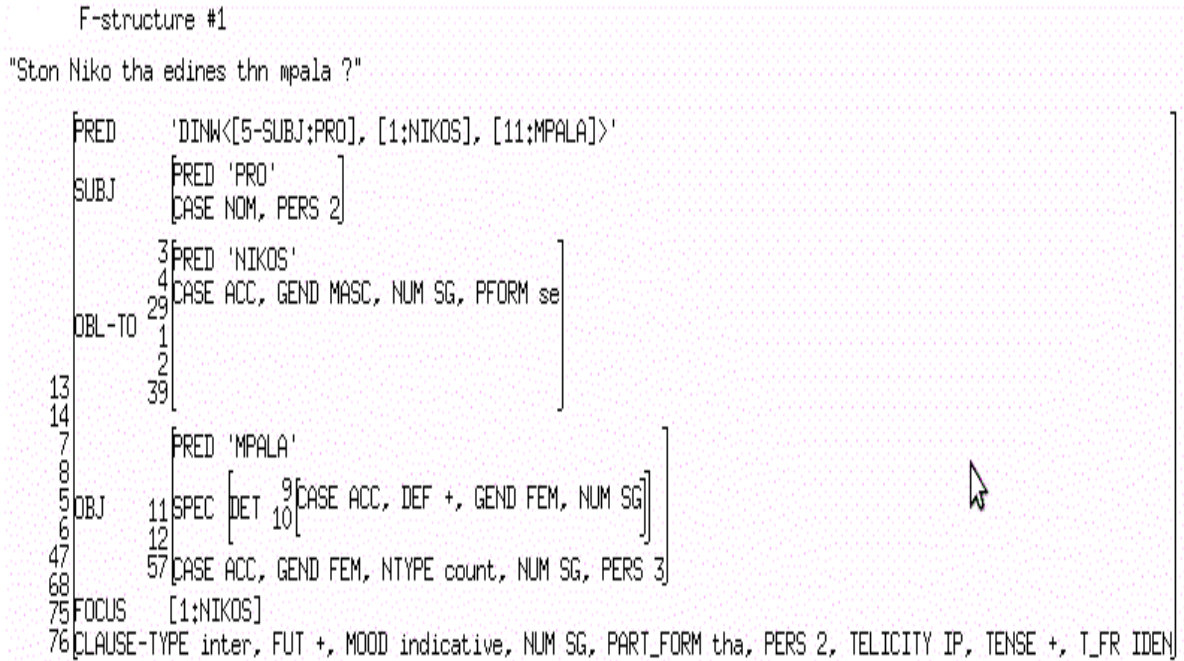 F-structure #1
"Ston Niko tha edines thn mpala ?"
PRED 'DINW<[5-SUBJ:PRO], [1:NIKOS], [11:MPALA]>'
PRED 'PRO'
SUBJ
CASE NOM, PERS 2
3 PRED 'NIKOS'
4
CASE ACC, GEND MASC, NUM SG, PFORM se
29
OBL-TO
1
2
13
39
14
7 PRED 'MPALA'
8
9 CASE ACC, DEF +, GEND FEM, NUM SG
5 OBJ 11 SPEC DET
10
6
12
47
57 CASE ACC, GEND FEM, NTYPE count, NUM SG, PERS 3
68
75 FOCUS [1:NIKOS]
76 CLAUSE-TYPE inter, FUT +, MOOD indicative, NUM SG, PART_FORM tha, PERS 2, TELICITY IP, TENSE +, T_FR IDEN